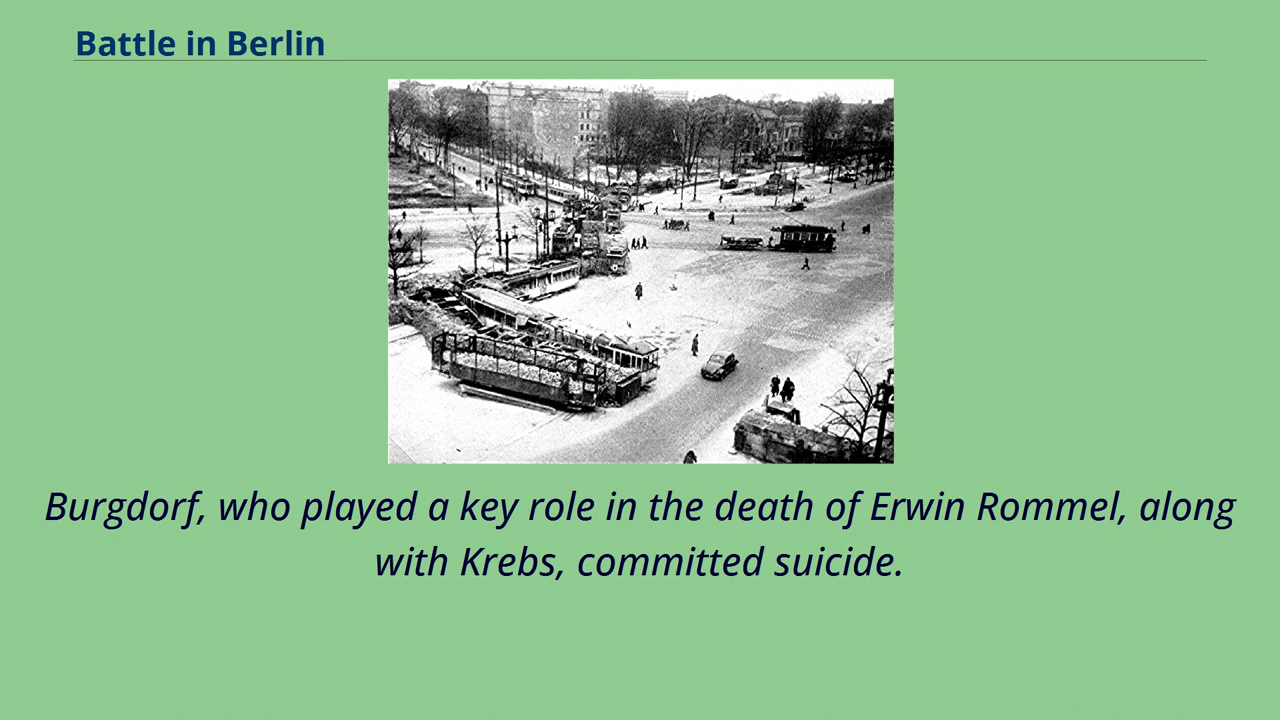 Battle in Berlin
Burgdorf, who played a key role in the death of Erwin Rommel, along
with Krebs, committed suicide.